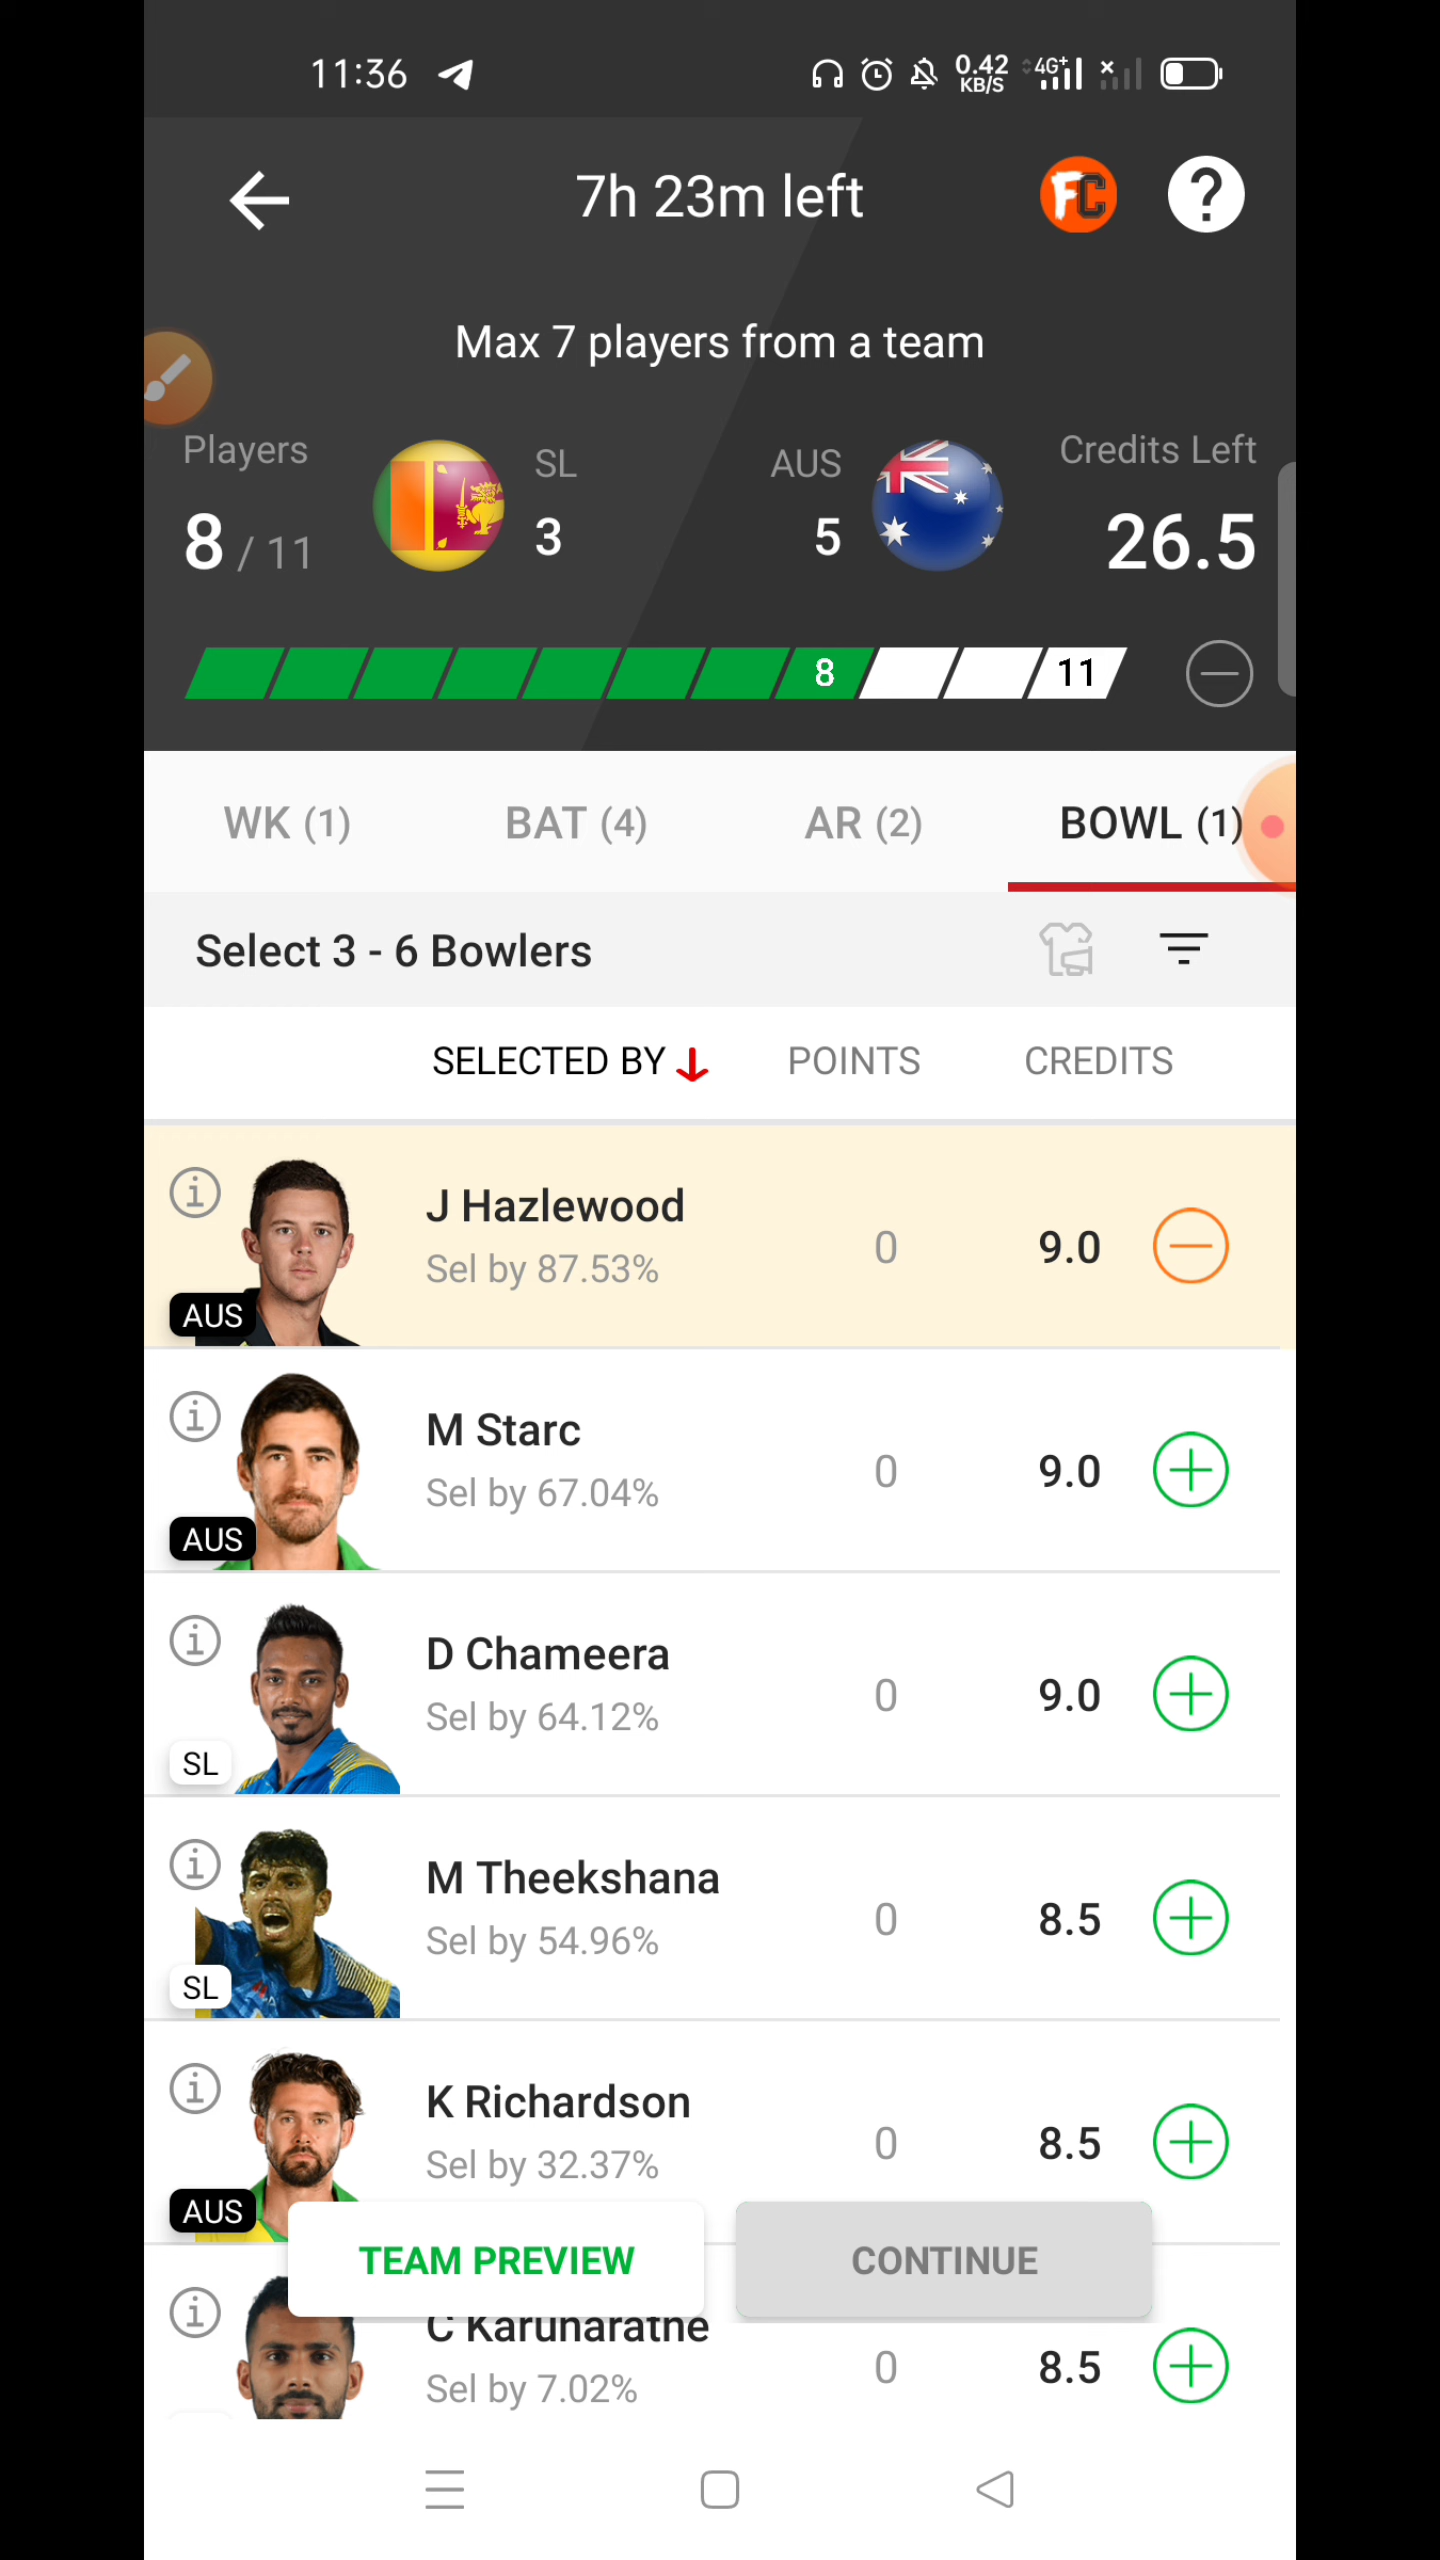 11:36
0.42
KB/S
4G+
7h 23m left
FC
?
Max 7 players from a team
Players
SL
AUS
Credits Left
8 / 11
3
5
26.5
8
11
WK (1)
BAT (4)
AR (2)
BOWL (1)
Select 3 - 6 Bowlers
SELECTED BY
POINTS
CREDITS
J Hazlewood
Sel by 87.53%
0
9.0
AUS
M Starc
Sel by 67.04%
0
9.0
AUS
D Chameera
Sel by 64.12%
0
9.0
SL
M Theekshana
Sel by 54.96%
0
8.5
SL
K Richardson
Sel by 32.37%
0
8.5
AUS
TEAM PREVIEW
CONTINUE
C Karunaratne
Sel by 7.02%
0
8.5